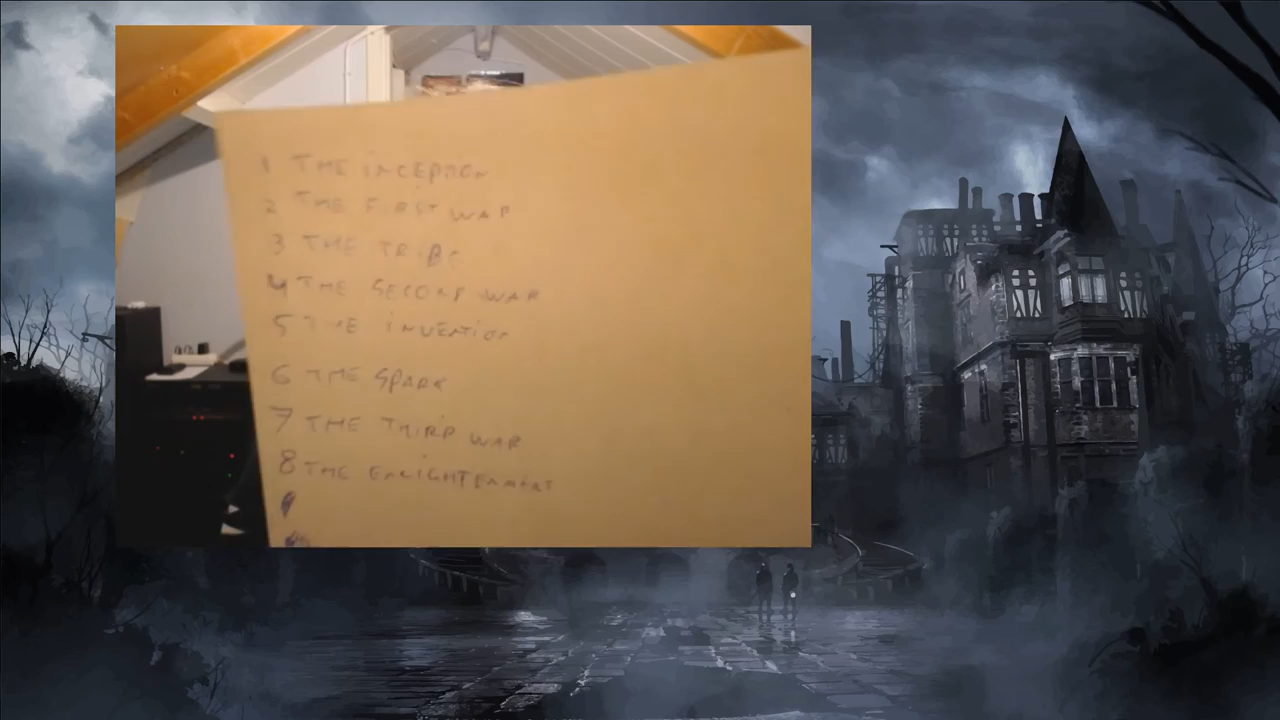 1 THE INCEPTION
2 THE FIRST WAR
3 THE TRIBE
4 THE SECOND WAR
5 THE INVENTION
6 THE SPARK
7 THE THIRD WAR
8 THE ENLIGHTENMENT
9